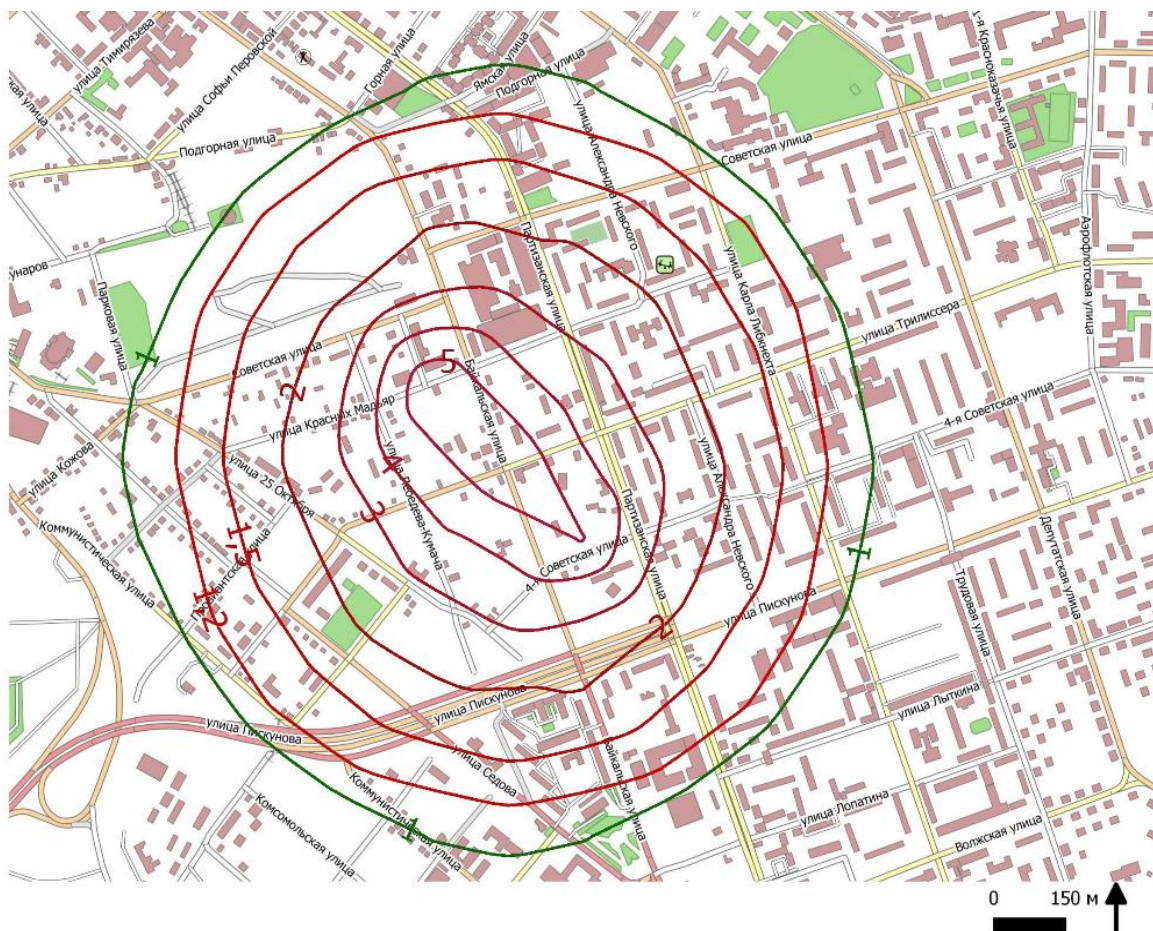 улица Тимирязева
улица Софьи Перовской
Горная улица
Ямская улица
Подгорная улица
1-я Красноказачья улица
ская улица
Подгорная улица
улица Александра Невского
Советская улица
Аэрофлотская улица
унаров
Парковая улица
Партизанская улица
улица Карла Либкнехта
улица Трилиссера
1
Советская улица
5
Байкальская улица
2
улица Красных Мадьяр
4-я Советская улица
улица Кожова
улица 25 Октября
4
улица Лебедева-Кумача
3
Партизанская улица
улица Александра Невского
Коммунистическая улица
1,5
4-я Советская улица
1
Депутатская улица
Трудовая улица
1,2
2
улица Пискунова
улица Пискунова
улица Пискунова
улица Лыткина
улица Седова
Байкальская улица
Комсомольская улица
Коммунистическая улица
1
улица Лопатина
Волжская улица
0 150 м